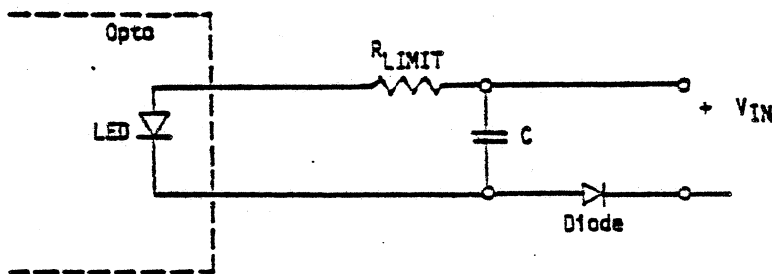 Opto
RLIMIT
+ VIN
LED
C
Diode